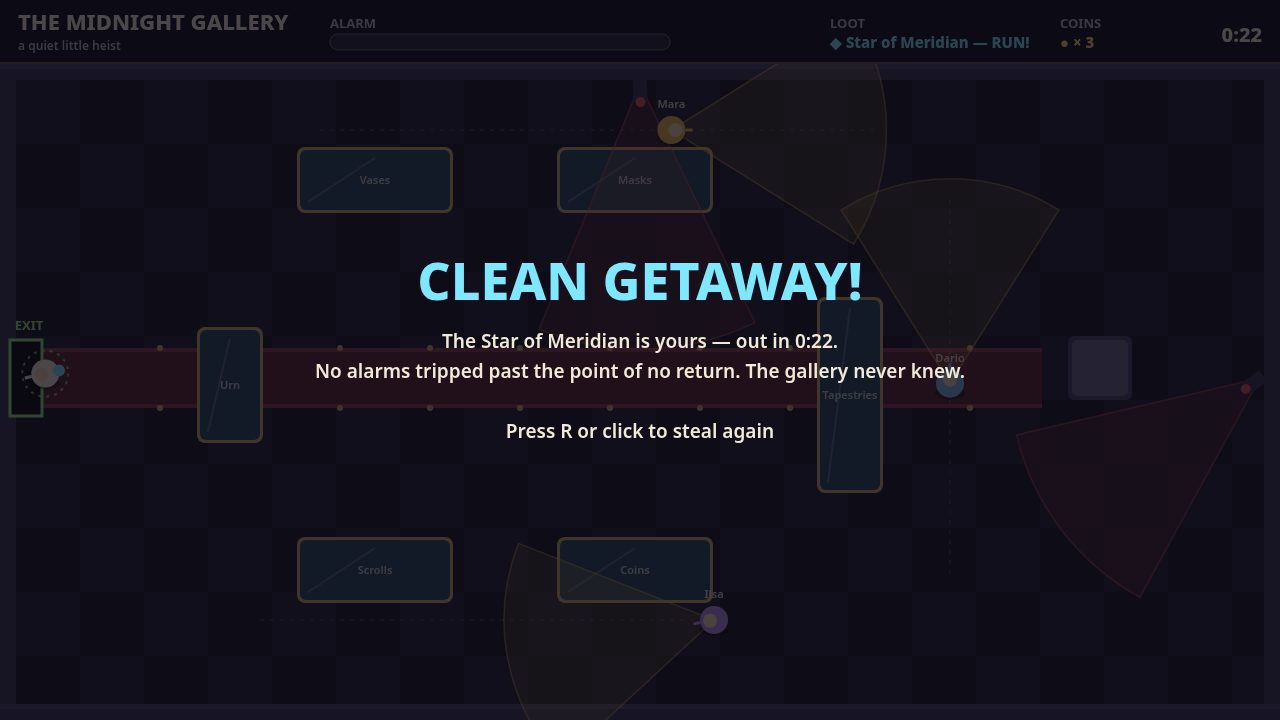 THE MIDNIGHT GALLERY
a quiet little heist
ALARM
LOOT
◆ Star of Meridian — RUN!
COINS
● × 3
0:22
Mara
Vases
Masks
CLEAN GETAWAY!
EXIT
The Star of Meridian is yours — out in 0:22.
Dario
No alarms tripped past the point of no return. The gallery never knew.
Urn
Tapestries
Press R or click to steal again
Scrolls
Coins
Ilsa